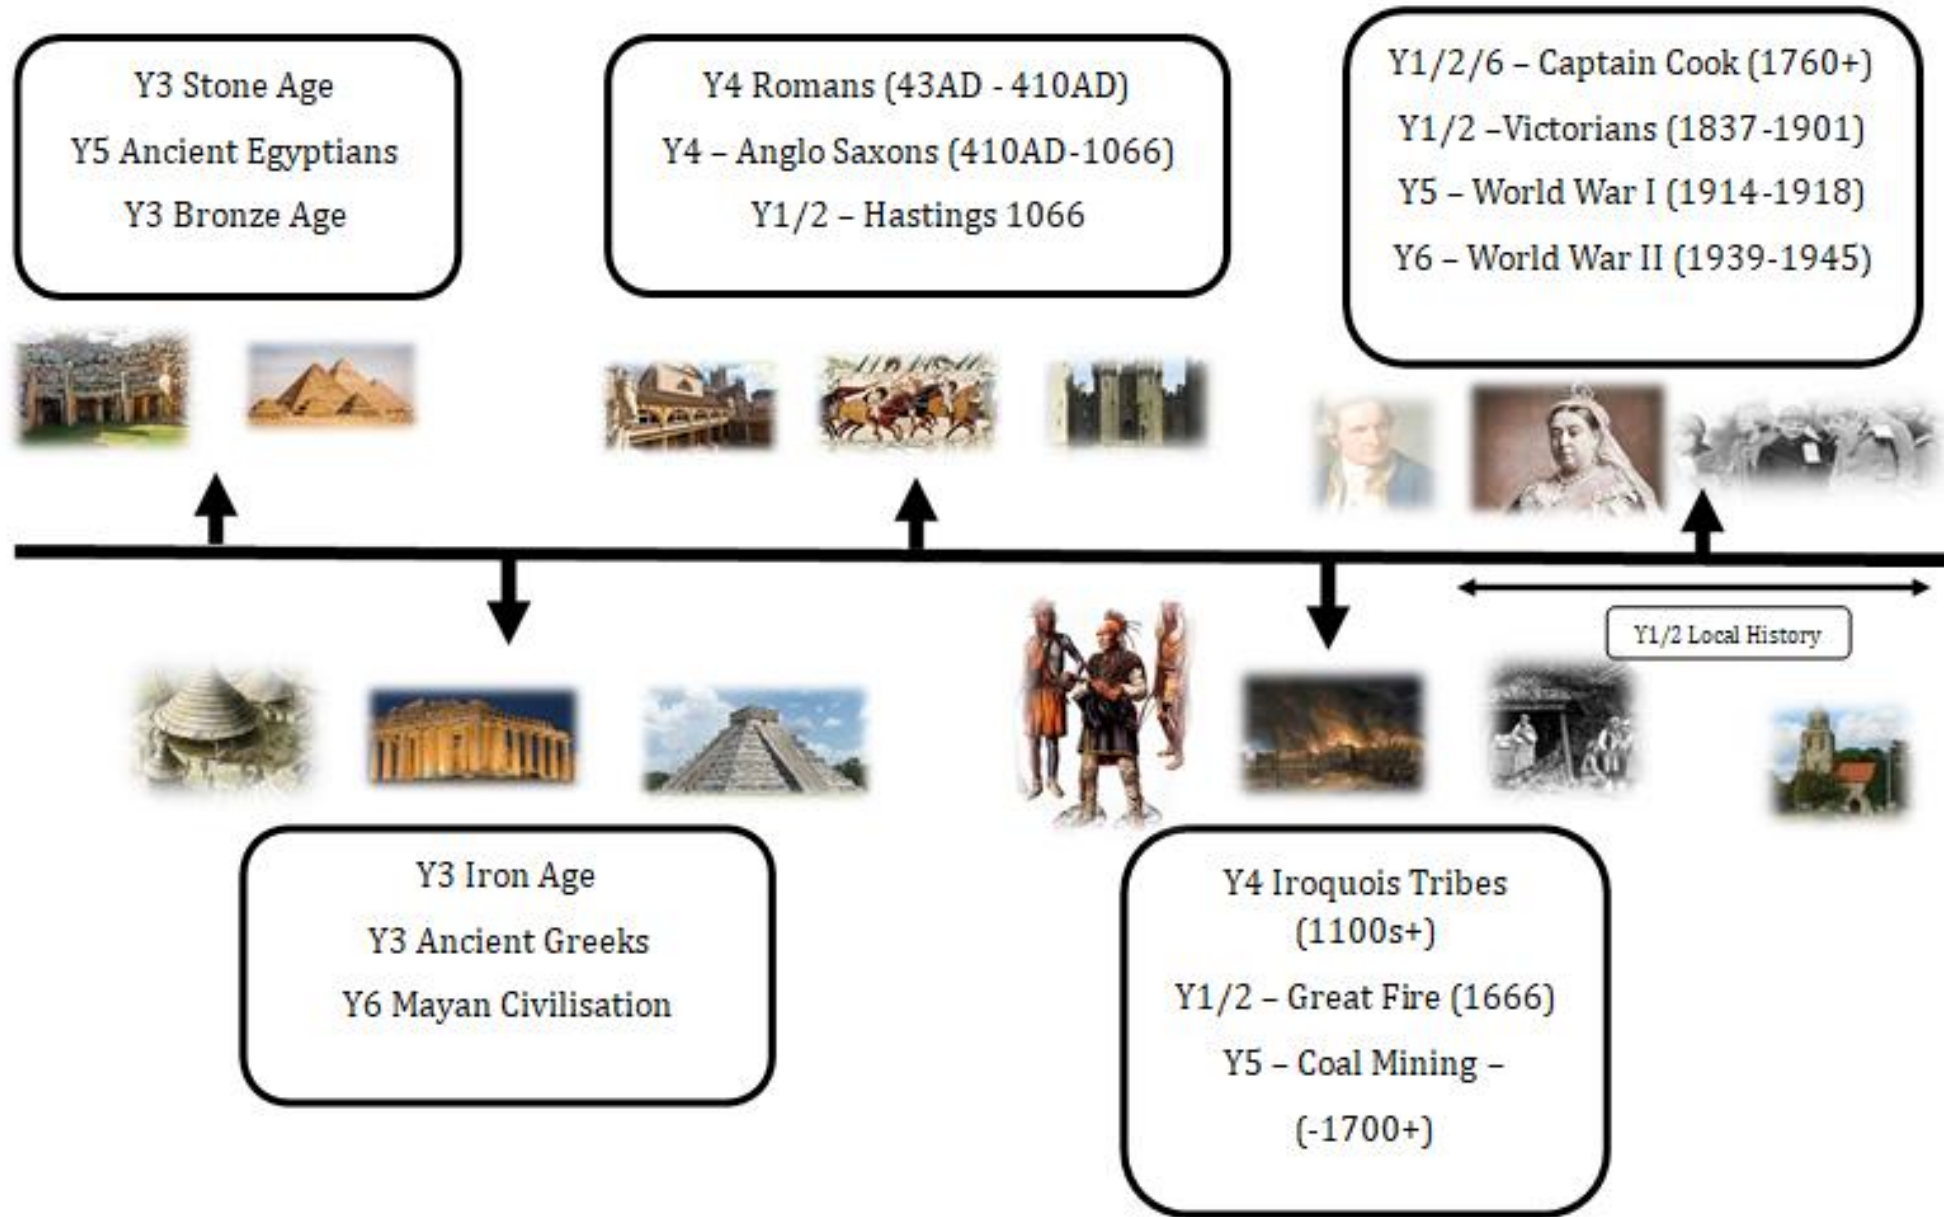 Y3 Stone Age
Y5 Ancient Egyptians
Y3 Bronze Age
Y4 Romans (43AD - 410AD)
Y4 – Anglo Saxons (410AD-1066)
Y1/2 – Hastings 1066
Y1/2/6 – Captain Cook (1760+)
Y1/2 –Victorians (1837-1901)
Y5 – World War I (1914-1918)
Y6 – World War II (1939-1945)
Y1/2 Local History
Y3 Iron Age
Y3 Ancient Greeks
Y6 Mayan Civilisation
Y4 Iroquois Tribes
(1100s+)
Y1/2 – Great Fire (1666)
Y5 – Coal Mining –
(-1700+)